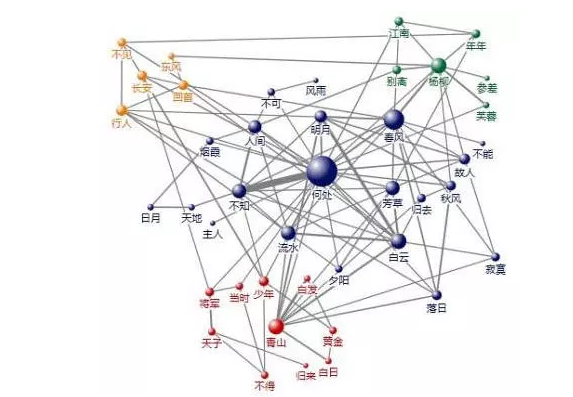 江南
年年
不见
东风
长安
回首
别离
杨柳
参差
芙蓉
行人
不可
风雨
人间
明月
春风
烟霞
不能
故人
何处
不知
芳草
归去
秋风
日月
天地
主人
流水
白云
夕阳
寂寞
落日
将军
当时
少年
白发
天子
青山
黄金
归来
白日
不得